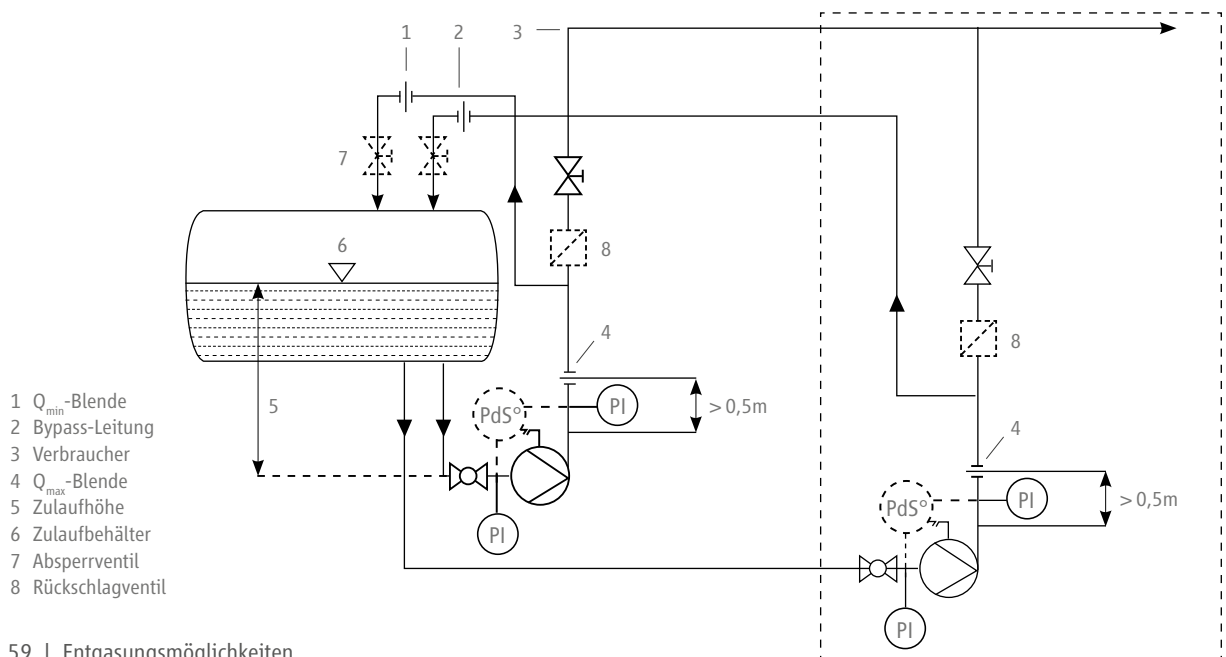 1
2
3
7
6
8
4
PdS°
PI
> 0,5m
5
PI
8
4
PdS°
PI
> 0,5m
PI
1 Qmin-Blende
2 Bypass-Leitung
3 Verbraucher
4 Qmax-Blende
5 Zulaufhöhe
6 Zulaufbehälter
7 Absperrventil
8 Rückschlagventil
59 | Entgasungsmöglichkeiten